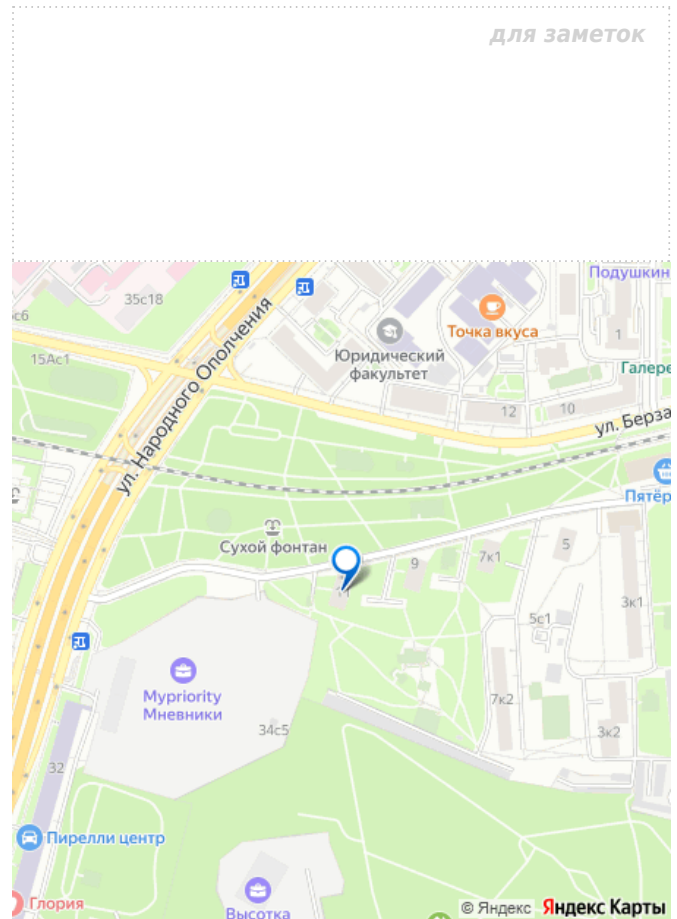 для заметок
Подушкин
35с18
с6
Точка вкуса
1
Юридический
факультет
15Ас1
Галере
12
10
ул. Берза
ул. Народного Ополчения
Пятёр
Сухой фонтан
5
7к1
9
11
3к1
5с1
Mypriority
Мневники
7к2
34с5
3к2
32
Пирелли центр
Глория
Высотка
© Яндекс Яндекс Карты